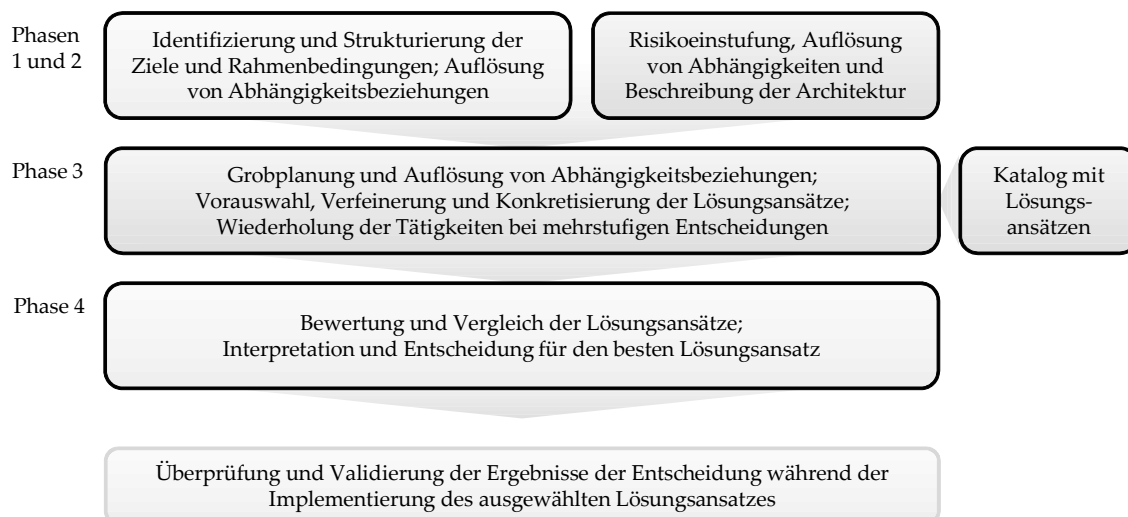 Phasen
1 und 2
Identifizierung und Strukturierung der
Ziele und Rahmenbedingungen; Auflösung
von Abhängigkeitsbeziehungen
Risikoeinstufung, Auflösung
von Abhängigkeiten und
Beschreibung der Architektur
Phase 3
Grobplanung und Auflösung von Abhängigkeitsbeziehungen;
Vorauswahl, Verfeinerung und Konkretisierung der Lösungsansätze;
Wiederholung der Tätigkeiten bei mehrstufigen Entscheidungen
Katalog mit
Lösungs-
ansätzen
Phase 4
Bewertung und Vergleich der Lösungsansätze;
Interpretation und Entscheidung für den besten Lösungsansatz
Überprüfung und Validierung der Ergebnisse der Entscheidung während der
Implementierung des ausgewählten Lösungsansatzes